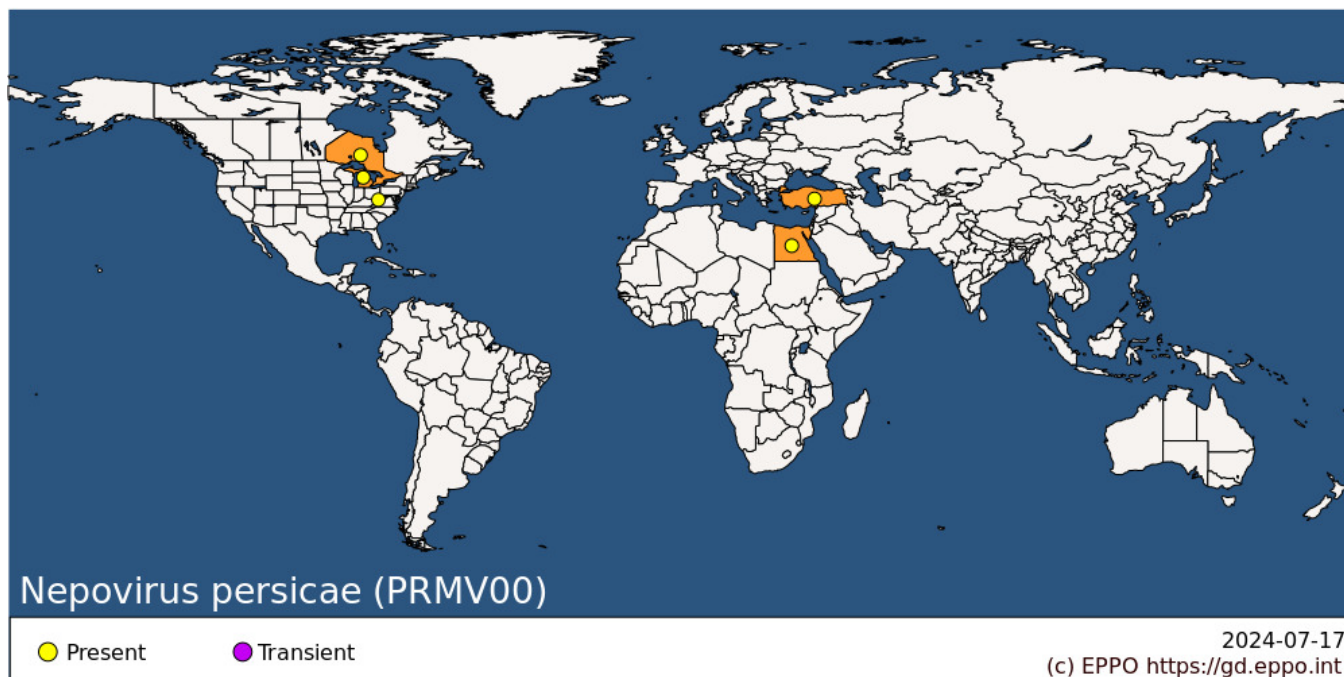 Nepovirus persicae (PRMV00)
Present
Transient
2024-07-17
(c) EPPO https://gd.eppo.int